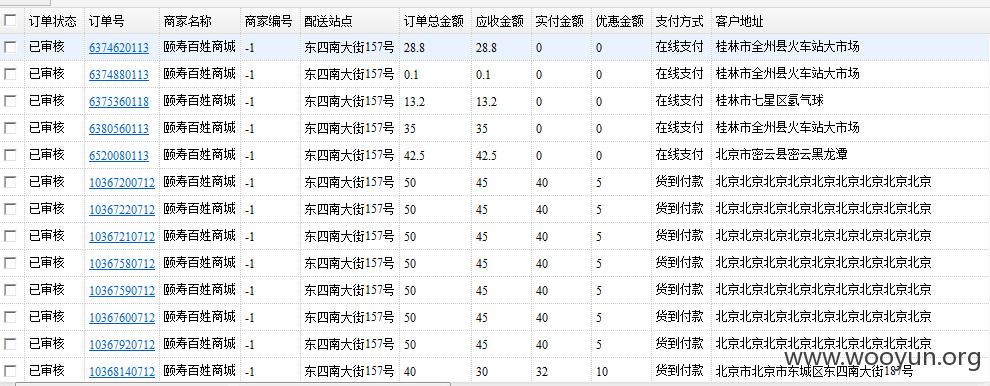 订单状态 订单号 商家名称 商家编号 配送站点 订单总金额 应收金额 实付金额 优惠金额 支付方式 客户地址
已审核 6374620113 颐寿百姓商城 -1 东四南大街157号 28.8 28.8 0 0 在线支付 桂林市全州县火车站大市场
已审核 6374880113 颐寿百姓商城 -1 东四南大街157号 0.1 0.1 0 0 在线支付 桂林市全州县火车站大市场
已审核 6375360118 颐寿百姓商城 -1 东四南大街157号 13.2 13.2 0 0 在线支付 桂林市七星区氢气球
已审核 6380560113 颐寿百姓商城 -1 东四南大街157号 35 35 0 0 在线支付 桂林市全州县火车站大市场
已审核 6520080113 颐寿百姓商城 -1 东四南大街157号 42.5 42.5 0 0 在线支付 北京市密云县密云黑龙潭
已审核 10367200712 颐寿百姓商城 -1 东四南大街157号 50 45 40 5 货到付款 北京北京北京北京北京北京北京北京北京
已审核 10367220712 颐寿百姓商城 -1 东四南大街157号 50 45 40 5 货到付款 北京北京北京北京北京北京北京北京北京
已审核 10367210712 颐寿百姓商城 -1 东四南大街157号 50 45 40 5 货到付款 北京北京北京北京北京北京北京北京北京
已审核 10367580712 颐寿百姓商城 -1 东四南大街157号 50 45 40 5 货到付款 北京北京北京北京北京北京北京北京北京
已审核 10367590712 颐寿百姓商城 -1 东四南大街157号 50 45 40 5 货到付款 北京北京北京北京北京北京北京北京北京
已审核 10367600712 颐寿百姓商城 -1 东四南大街157号 50 45 40 5 货到付款 北京北京北京北京北京北京北京北京北京
已审核 10367920712 颐寿百姓商城 -1 东四南大街157号 50 45 40 5 货到付款 北京北京北京北京北京北京北京北京北京
已审核 10368140712 颐寿百姓商城 -1 东四南大街157号 40 30 32 10 货到付款 北京市北京市东城区东四南大街187号
www.wooyun.org